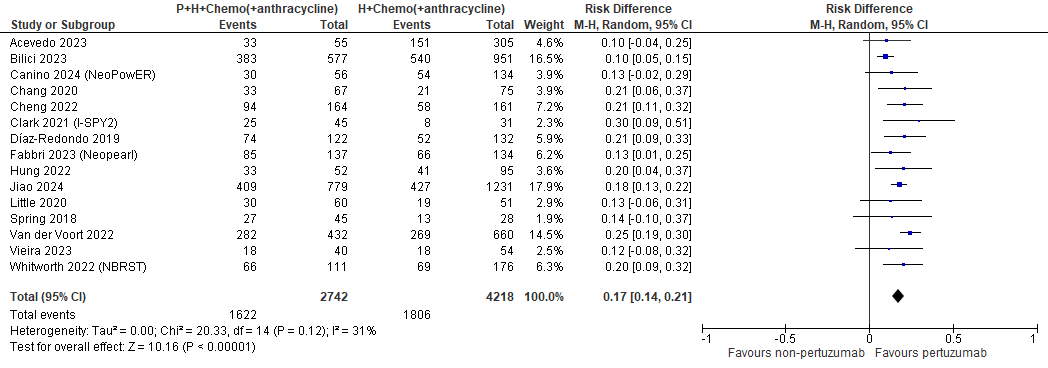 P+H+Chemo(+anthracycline) H+Chemo(+anthracycline) Risk Difference Risk Difference
Study or Subgroup Events Total Events Total Weight M-H, Random, 95% CI M-H, Random, 95% CI
Acevedo 2023 33 55 151 305 4.6% 0.10 [-0.04, 0.25]
Bilici 2023 383 577 540 951 16.5% 0.10 [0.05, 0.15]
Canino 2024 (NeoPowER) 30 56 54 134 3.9% 0.13 [-0.02, 0.29]
Chang 2020 33 67 21 75 3.8% 0.21 [0.06, 0.37]
Cheng 2022 94 164 58 161 7.2% 0.21 [0.11, 0.32]
Clark 2021 (I-SPY2) 25 45 8 31 2.3% 0.30 [0.09, 0.51]
Díaz-Redondo 2019 74 122 52 132 5.9% 0.21 [0.09, 0.33]
Fabbri 2023 (Neopearl) 85 137 66 134 6.2% 0.13 [0.01, 0.25]
Hung 2022 33 52 41 95 3.6% 0.20 [0.04, 0.37]
Jiao 2024 409 779 427 1231 17.9% 0.18 [0.13, 0.22]
Little 2020 30 60 19 51 2.9% 0.13 [-0.06, 0.31]
Spring 2018 27 45 13 28 1.9% 0.14 [-0.10, 0.37]
Van der Voort 2022 282 432 269 660 14.5% 0.25 [0.19, 0.30]
Vieira 2023 18 40 18 54 2.5% 0.12 [-0.08, 0.32]
Whitworth 2022 (NBRST) 66 111 69 176 6.3% 0.20 [0.09, 0.32]
Total (95% CI) 2742 4218 100.0% 0.17 [0.14, 0.21]
Total events 1622 1806
Heterogeneity: Tau² = 0.00; Chi² = 20.33, df = 14 (P = 0.12); I² = 31%
Test for overall effect: Z = 10.16 (P < 0.00001)
-1 -0.5 0 0.5 1
Favours non-pertuzumab Favours pertuzumab